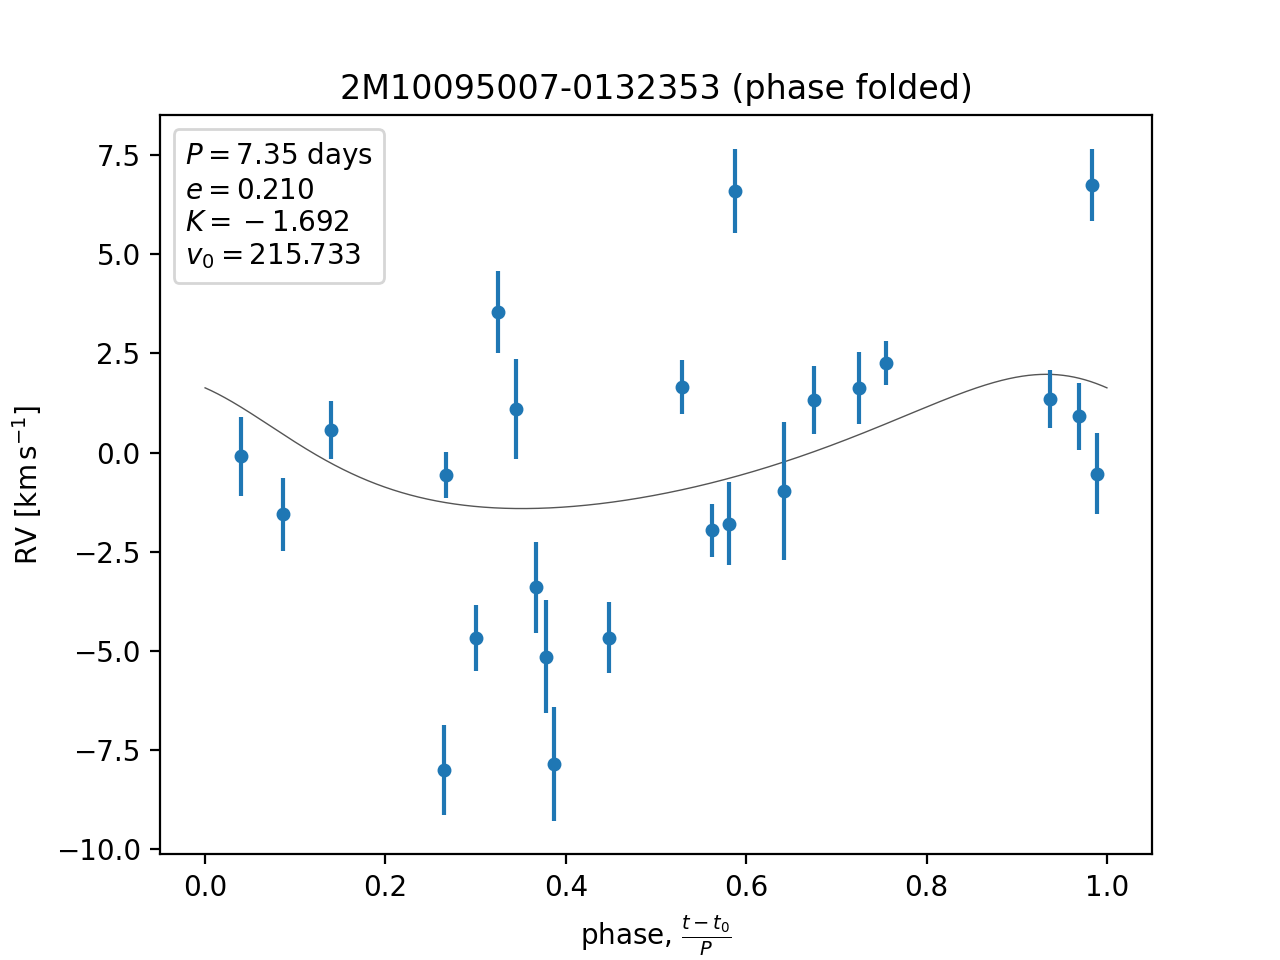 2M10095007-0132353 (phase folded)
P = 7.35 days
e = 0.210
K = −1.692
v₀ = 215.733
7.5
5.0
2.5
0.0
−2.5
−5.0
−7.5
−10.0
RV [km s⁻¹]
0.0 0.2 0.4 0.6 0.8 1.0
phase, (t − t₀)/P